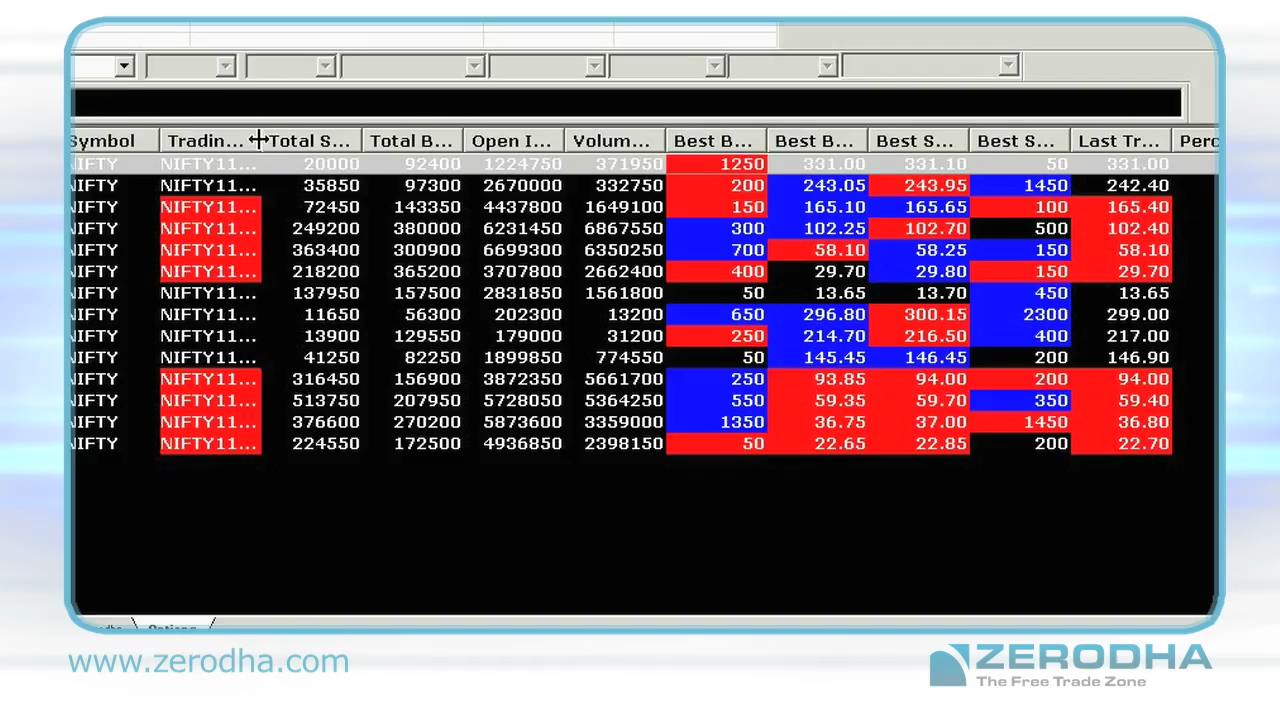 Symbol Tradin... Total S... Total B... Open I... Volum... Best B... Best B... Best S... Best S... Last Tr... Perc
NIFTY NIFTY11... 20000 92400 1224750 371950 1250 331.00 331.10 50 331.00
NIFTY NIFTY11... 35850 97300 2670000 332750 200 243.05 243.95 1450 242.40
NIFTY NIFTY11... 72450 143350 4437800 1649100 150 165.10 165.65 100 165.40
NIFTY NIFTY11... 249200 380000 6231450 6867550 300 102.25 102.70 500 102.40
NIFTY NIFTY11... 363400 300900 6699300 6350250 700 58.10 58.25 150 58.10
NIFTY NIFTY11... 218200 365200 3707800 2662400 400 29.70 29.80 150 29.70
NIFTY NIFTY11... 137950 157500 2831850 1561800 50 13.65 13.70 450 13.65
NIFTY NIFTY11... 11650 56300 202300 13200 650 296.80 300.15 2300 299.00
NIFTY NIFTY11... 13900 129550 179000 31200 250 214.70 216.50 400 217.00
NIFTY NIFTY11... 41250 82250 1899850 774550 50 145.45 146.45 200 146.90
NIFTY NIFTY11... 316450 156900 3872350 5661700 250 93.85 94.00 200 94.00
NIFTY NIFTY11... 513750 207950 5728050 5364250 550 59.35 59.70 350 59.40
NIFTY NIFTY11... 376600 270200 5873600 3359000 1350 36.75 37.00 1450 36.80
NIFTY NIFTY11... 224550 172500 4936850 2398150 50 22.65 22.85 200 22.70
Options
www.zerodha.com
ZERODHA
The Free Trade Zone